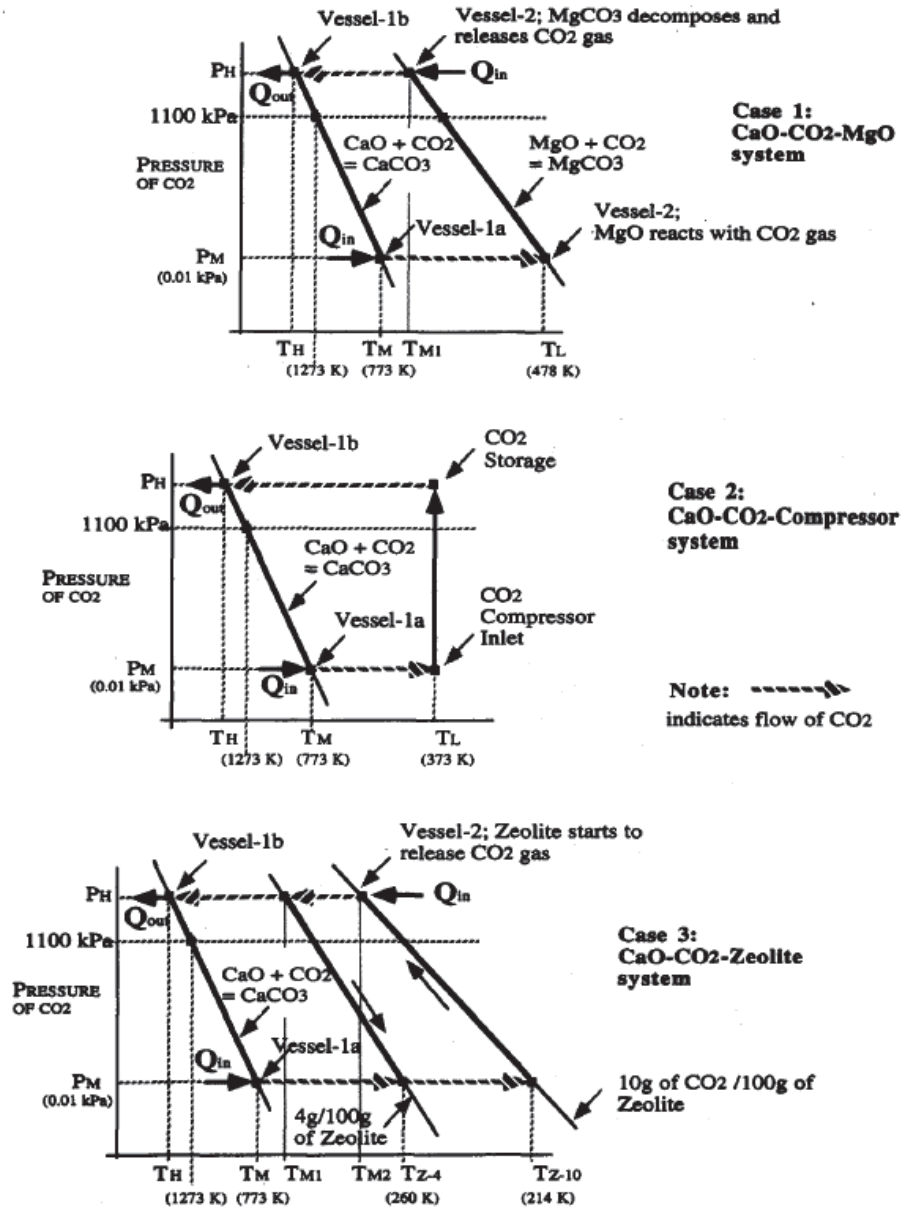 Vessel-1b
Vessel-2; MgCO3 decomposes and
releases CO2 gas
PH
Qin
Qout
1100 kPa
Case 1:
CaO-CO2-MgO
system
CaO + CO2
= CaCO3
MgO + CO2
= MgCO3
PRESSURE
OF CO2
Vessel-1a
Vessel-2;
MgO reacts with CO2 gas
Qin
PM
(0.01 kPa)
TH
TM
TM1
TL
(1273 K)
(773 K)
(478 K)
Vessel-1b
CO2
Storage
PH
Qout
1100 kPa
Case 2:
CaO-CO2-Compressor
system
CaO + CO2
= CaCO3
PRESSURE
OF CO2
CO2
Compressor
Inlet
Vessel-1a
PM
(0.01 kPa)
Qin
Note:
indicates flow of CO2
TH
TM
TL
(1273 K)
(773 K)
(373 K)
Vessel-1b
Vessel-2; Zeolite starts to
release CO2 gas
PH
Qin
Qout
1100 kPa
Case 3:
CaO-CO2-Zeolite
system
CaO + CO2
= CaCO3
PRESSURE
OF CO2
Vessel-1a
Qin
PM
(0.01 kPa)
10g of CO2 /100g of
Zeolite
4g/100g
of Zeolite
TH
TM
TM1
TM2
TZ-4
TZ-10
(1273 K)
(773 K)
(260 K)
(214 K)